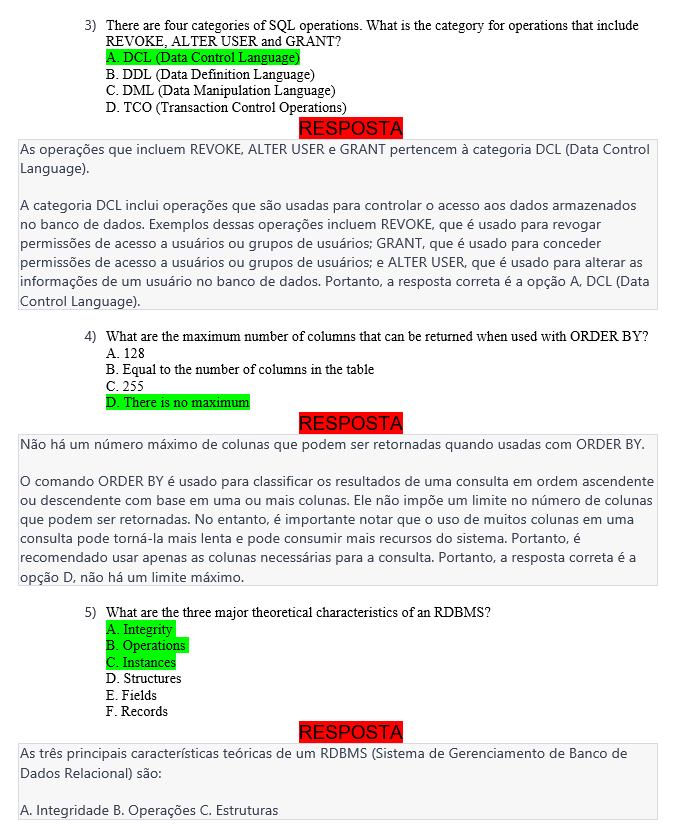 3) There are four categories of SQL operations. What is the category for operations that include
REVOKE, ALTER USER and GRANT?
A. DCL (Data Control Language)
B. DDL (Data Definition Language)
C. DML (Data Manipulation Language)
D. TCO (Transaction Control Operations)
RESPOSTA
As operações que incluem REVOKE, ALTER USER e GRANT pertencem à categoria DCL (Data Control
Language).
A categoria DCL inclui operações que são usadas para controlar o acesso aos dados armazenados
no banco de dados. Exemplos dessas operações incluem REVOKE, que é usado para revogar
permissões de acesso a usuários ou grupos de usuários; GRANT, que é usado para conceder
permissões de acesso a usuários ou grupos de usuários; e ALTER USER, que é usado para alterar as
informações de um usuário no banco de dados. Portanto, a resposta correta é a opção A, DCL (Data
Control Language).
4) What are the maximum number of columns that can be returned when used with ORDER BY?
A. 128
B. Equal to the number of columns in the table
C. 255
D. There is no maximum
RESPOSTA
Não há um número máximo de colunas que podem ser retornadas quando usadas com ORDER BY.
O comando ORDER BY é usado para classificar os resultados de uma consulta em ordem ascendente
ou descendente com base em uma ou mais colunas. Ele não impõe um limite no número de colunas
que podem ser retornadas. No entanto, é importante notar que o uso de muitos colunas em uma
consulta pode torná-la mais lenta e pode consumir mais recursos do sistema. Portanto, é
recomendado usar apenas as colunas necessárias para a consulta. Portanto, a resposta correta é a
opção D, não há um limite máximo.
5) What are the three major theoretical characteristics of an RDBMS?
A. Integrity
B. Operations
C. Instances
D. Structures
E. Fields
F. Records
RESPOSTA
As três principais características teóricas de um RDBMS (Sistema de Gerenciamento de Banco de
Dados Relacional) são:
A. Integridade B. Operações C. Estruturas